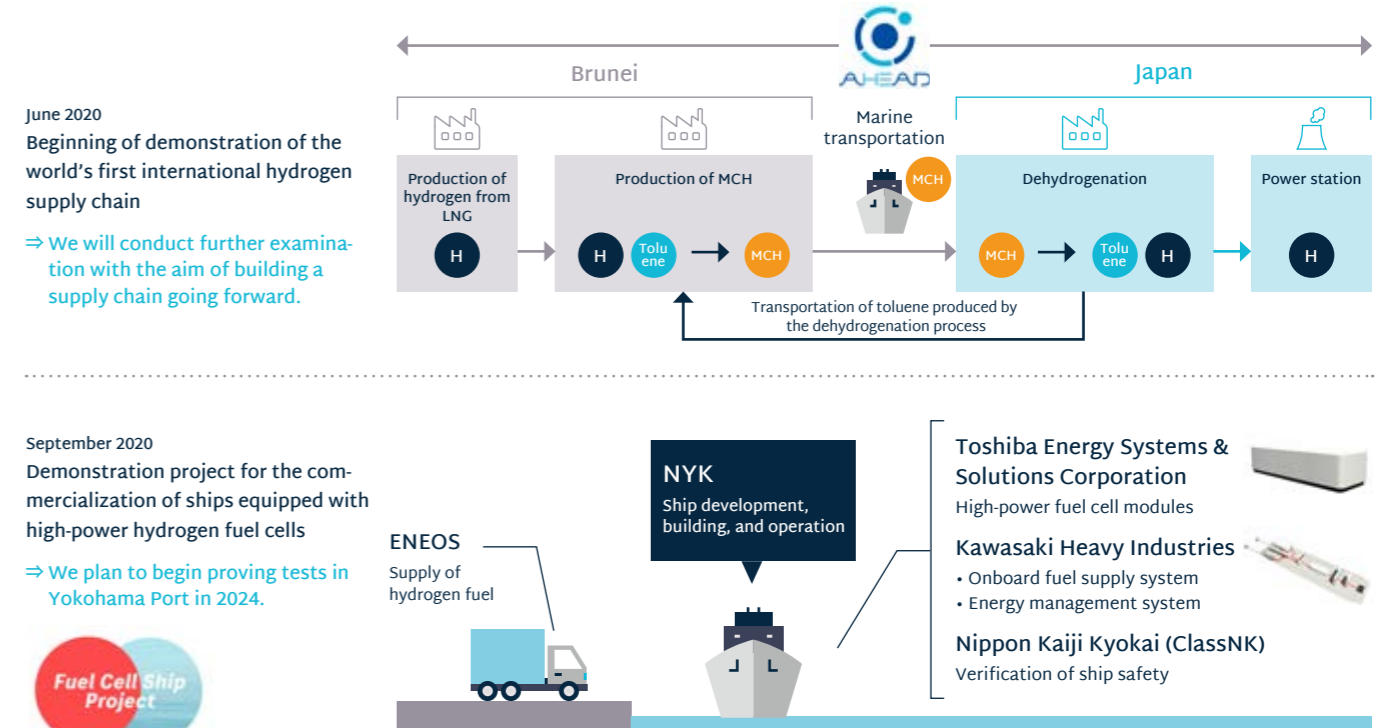 AHEAD
Brunei
Japan
June 2020
Beginning of demonstration of the
world's first international hydrogen
supply chain
⇒ We will conduct further examina-
tion with the aim of building a
supply chain going forward.
Production of
hydrogen from
LNG
H
Production of MCH
H
Tolu
ene
MCH
Marine
transportation
MCH
Dehydrogenation
MCH
Tolu
ene
H
Power station
H
Transportation of toluene produced by
the dehydrogenation process
September 2020
Demonstration project for the com-
mercialization of ships equipped with
high-power hydrogen fuel cells
⇒ We plan to begin proving tests in
Yokohama Port in 2024.
Fuel Cell Ship
Project
ENEOS
Supply of
hydrogen fuel
NYK
Ship development,
building, and operation
Toshiba Energy Systems &
Solutions Corporation
High-power fuel cell modules
Kawasaki Heavy Industries
• Onboard fuel supply system
• Energy management system
Nippon Kaiji Kyokai (ClassNK)
Verification of ship safety